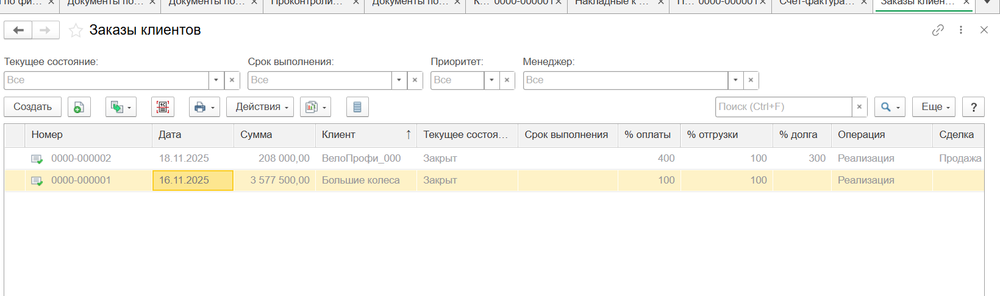 по фи... × Документы по... × Документы по... × Проконтроли... × Документы по... × К... 0000-000001 × Накладные к ... × П... 0000-000001 × Счет-фактура... × Заказы клиен... ×
Заказы клиентов
Текущее состояние: Срок выполнения: Приоритет: Менеджер:
Все Все Все Все
Создать 1С Действия Поиск (Ctrl+F) × Еще ?
Номер Дата Сумма Клиент ↑ Текущее состоя... Срок выполнения % оплаты % отгрузки % долга Операция Сделка
0000-000002 18.11.2025 208 000,00 ВелоПрофи_000 Закрыт 400 100 300 Реализация Продажа
0000-000001 16.11.2025 3 577 500,00 Большие колеса Закрыт 100 100 Реализация